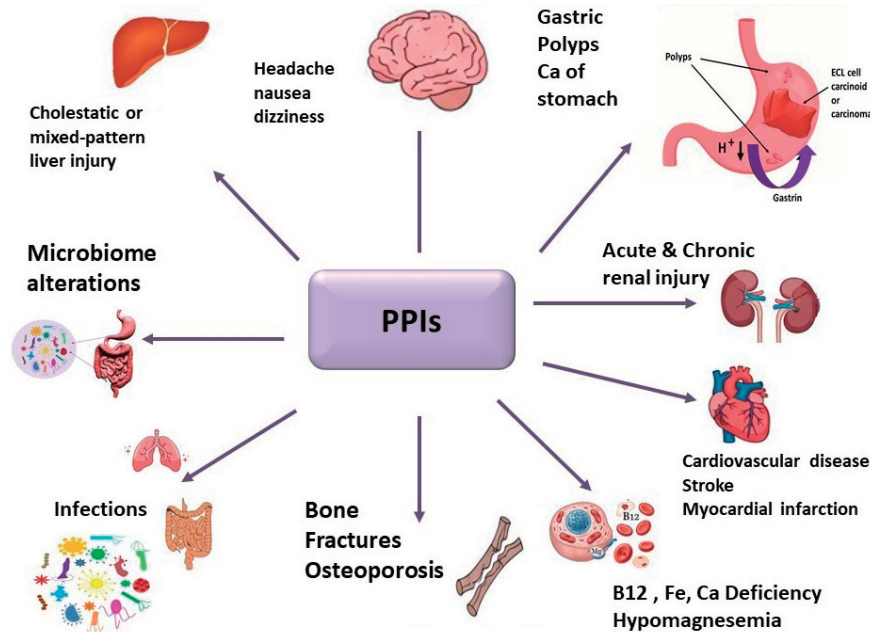 Cholestatic or
mixed-pattern
liver injury
Headache
nausea
dizziness
Gastric
Polyps
Ca of
stomach
Polyps
ECL cell
carcinoid
or
carcinoma
H+
Gastrin
Microbiome
alterations
PPIs
Acute & Chronic
renal injury
Cardiovascular disease
Stroke
Myocardial infarction
Infections
Bone
Fractures
Osteoporosis
B12
Mg
B12 , Fe, Ca Deficiency
Hypomagnesemia